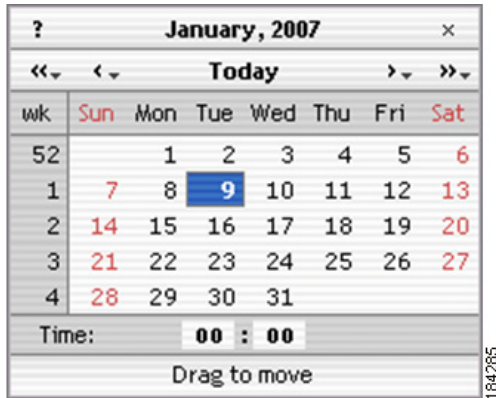 ? January, 2007 ×
«▾ ‹▾ Today ›▾ »▾
wk Sun Mon Tue Wed Thu Fri Sat
52 1 2 3 4 5 6
1 7 8 9 10 11 12 13
2 14 15 16 17 18 19 20
3 21 22 23 24 25 26 27
4 28 29 30 31
Time: 00 : 00
Drag to move
184285